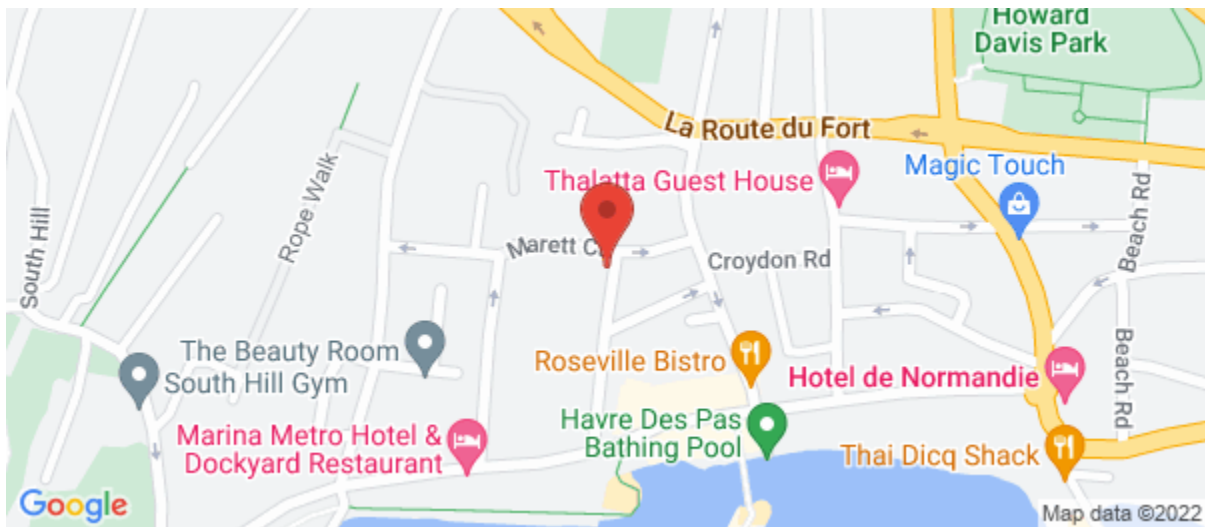 Howard
Davis Park
La Route du Fort
Thalatta Guest House
Magic Touch
Rope Walk
Beach Rd
South Hill
Marett C
Croydon Rd
The Beauty Room
South Hill Gym
Roseville Bistro
Hotel de Normandie
Beach Rd
Marina Metro Hotel &
Dockyard Restaurant
Havre Des Pas
Bathing Pool
Thai Dicq Shack
Google
Map data ©2022